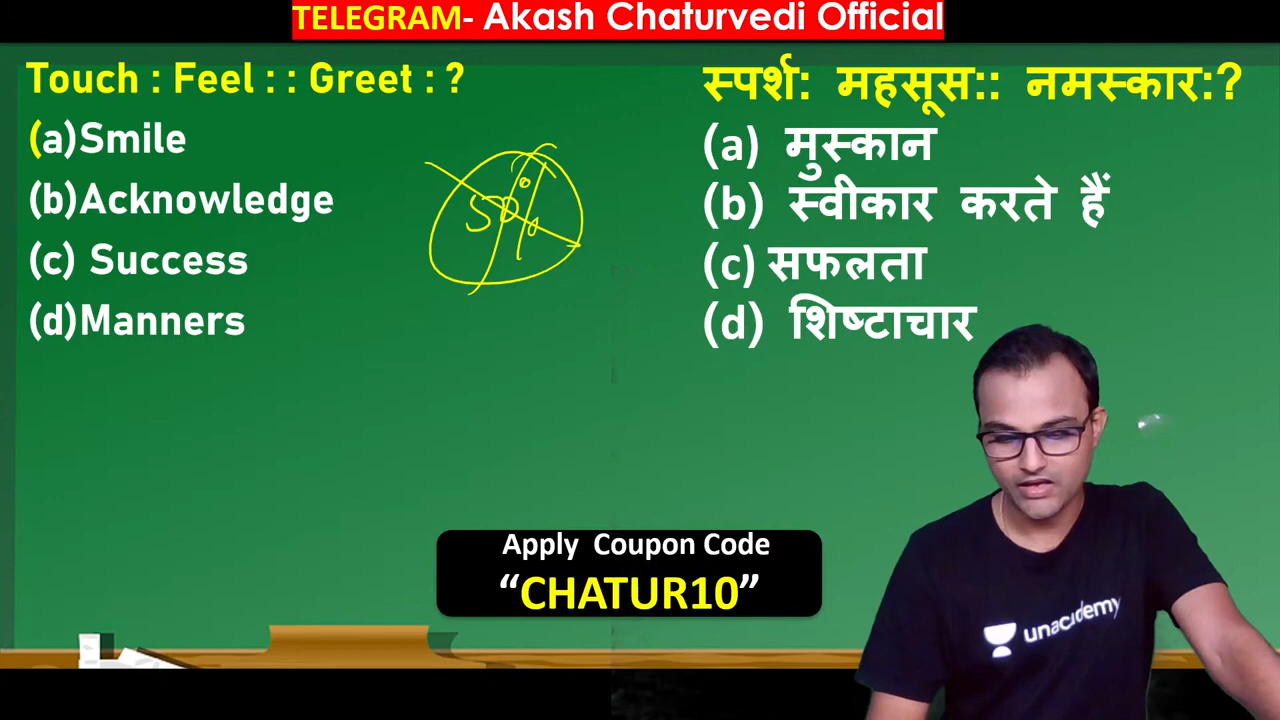 TELEGRAM- Akash Chaturvedi Official
Touch : Feel : : Greet : ?
(a)Smile
(b)Acknowledge
(c) Success
(d)Manners
50%
स्पर्श: महसूस:: नमस्कार:?
(a) मुस्कान
(b) स्वीकार करते हैं
(c) सफलता
(d) शिष्टाचार
Apply Coupon Code
“CHATUR10”
unacademy